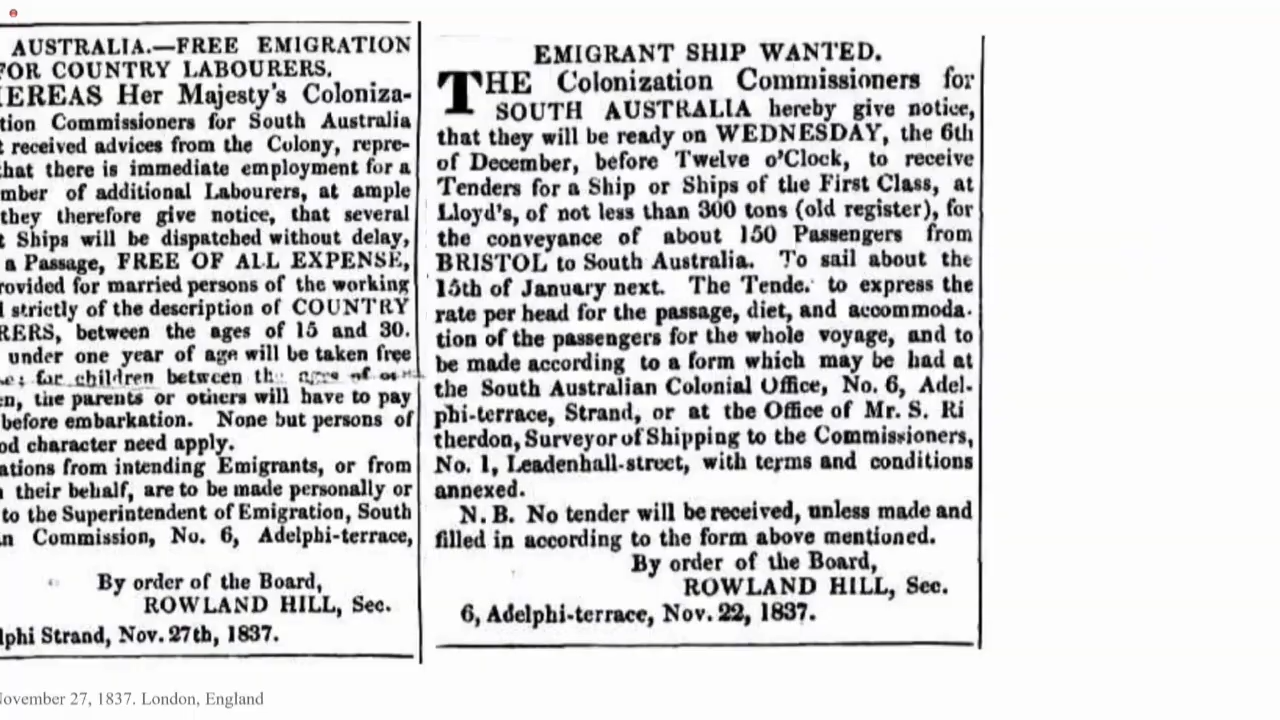 AUSTRALIA.—FREE EMIGRATION
FOR COUNTRY LABOURERS.
HEREAS Her Majesty's Coloniza-
tion Commissioners for South Australia
t received advices from the Colony, repre-
that there is immediate employment for a
mber of additional Labourers, at ample
they therefore give notice, that several
t Ships will be dispatched without delay,
a Passage, FREE OF ALL EXPENSE,
rovided for married persons of the working
d strictly of the description of COUNTRY
RERS, between the ages of 15 and 30.
under one year of age will be taken free
for children between the ages of
en, the parents or others will have to pay
before embarkation. None but persons of
od character need apply.
ations from intending Emigrants, or from
n their behalf, are to be made personally or
to the Superintendent of Emigration, South
an Commission, No. 6, Adelphi-terrace,
By order of the Board,
ROWLAND HILL, Sec.
lphi Strand, Nov. 27th, 1837.
EMIGRANT SHIP WANTED.
THE Colonization Commissioners for
SOUTH AUSTRALIA hereby give notice,
that they will be ready on WEDNESDAY, the 6th
of December, before Twelve o'Clock, to receive
Tenders for a Ship or Ships of the First Class, at
Lloyd's, of not less than 300 tons (old register), for
the conveyance of about 150 Passengers from
BRISTOL to South Australia. To sail about the
15th of January next. The Tende. to express the
rate per head for the passage, diet, and accommoda-
tion of the passengers for the whole voyage, and to
be made according to a form which may be had at
the South Australian Colonial Office, No. 6, Adel-
phi-terrace, Strand, or at the Office of Mr. S. Ri
therdon, Surveyor of Shipping to the Commissioners,
No. 1, Leadenhall-street, with terms and conditions
annexed.
N. B. No tender will be received, unless made and
filled in according to the form above mentioned.
By order of the Board,
ROWLAND HILL, Sec.
6, Adelphi-terrace, Nov. 22, 1837.
November 27, 1837. London, England